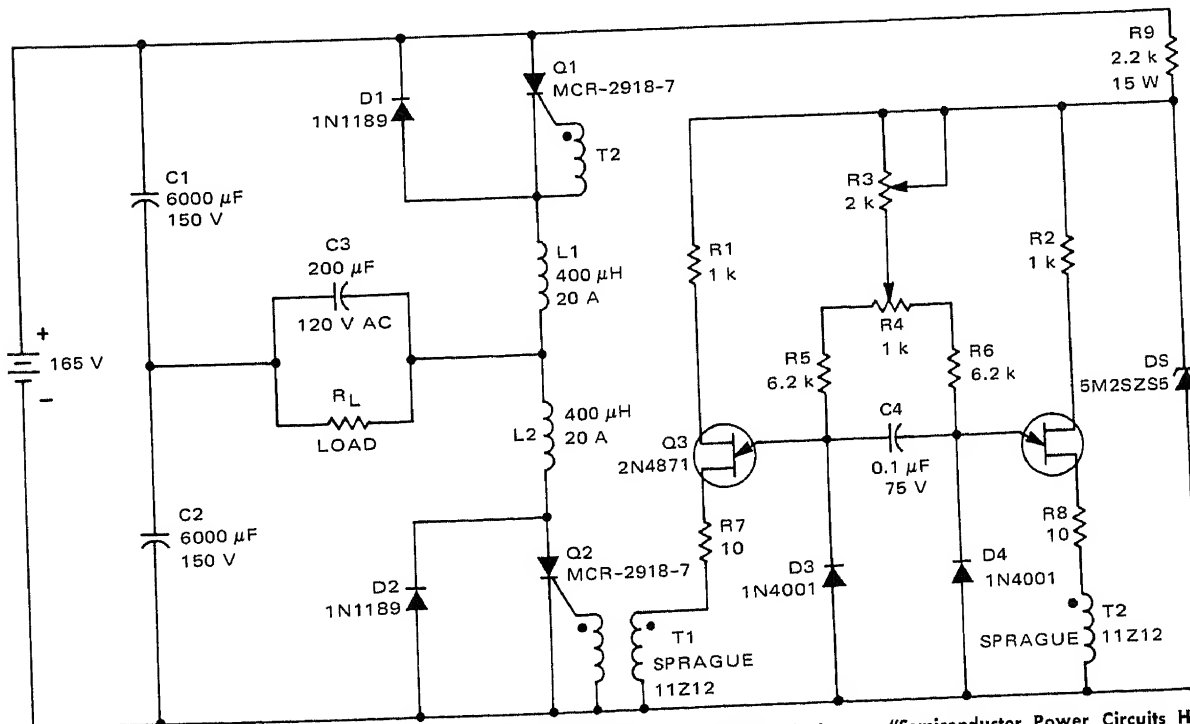 R9
2.2 k
15 W
Q1
MCR-2918-7
D1
1N1189
T2
C1
6000 μF
150 V
R3
2 k
R1
1 k
R2
1 k
L1
400 μH
20 A
C3
200 μF
120 V AC
R4
1 k
+
165 V
−
R5
6.2 k
R6
6.2 k
DS
5M2SZS5
RL
LOAD
400 μH
20 A
L2
C4
0.1 μF
75 V
Q3
2N4871
C2
6000 μF
150 V
R7
10
R8
10
Q2
MCR-2918-7
D2
1N1189
D3
1N4001
D4
1N4001
T1
SPRAGUE
11Z12
T2
SPRAGUE 11Z12
"Semiconductor Power Circuits H